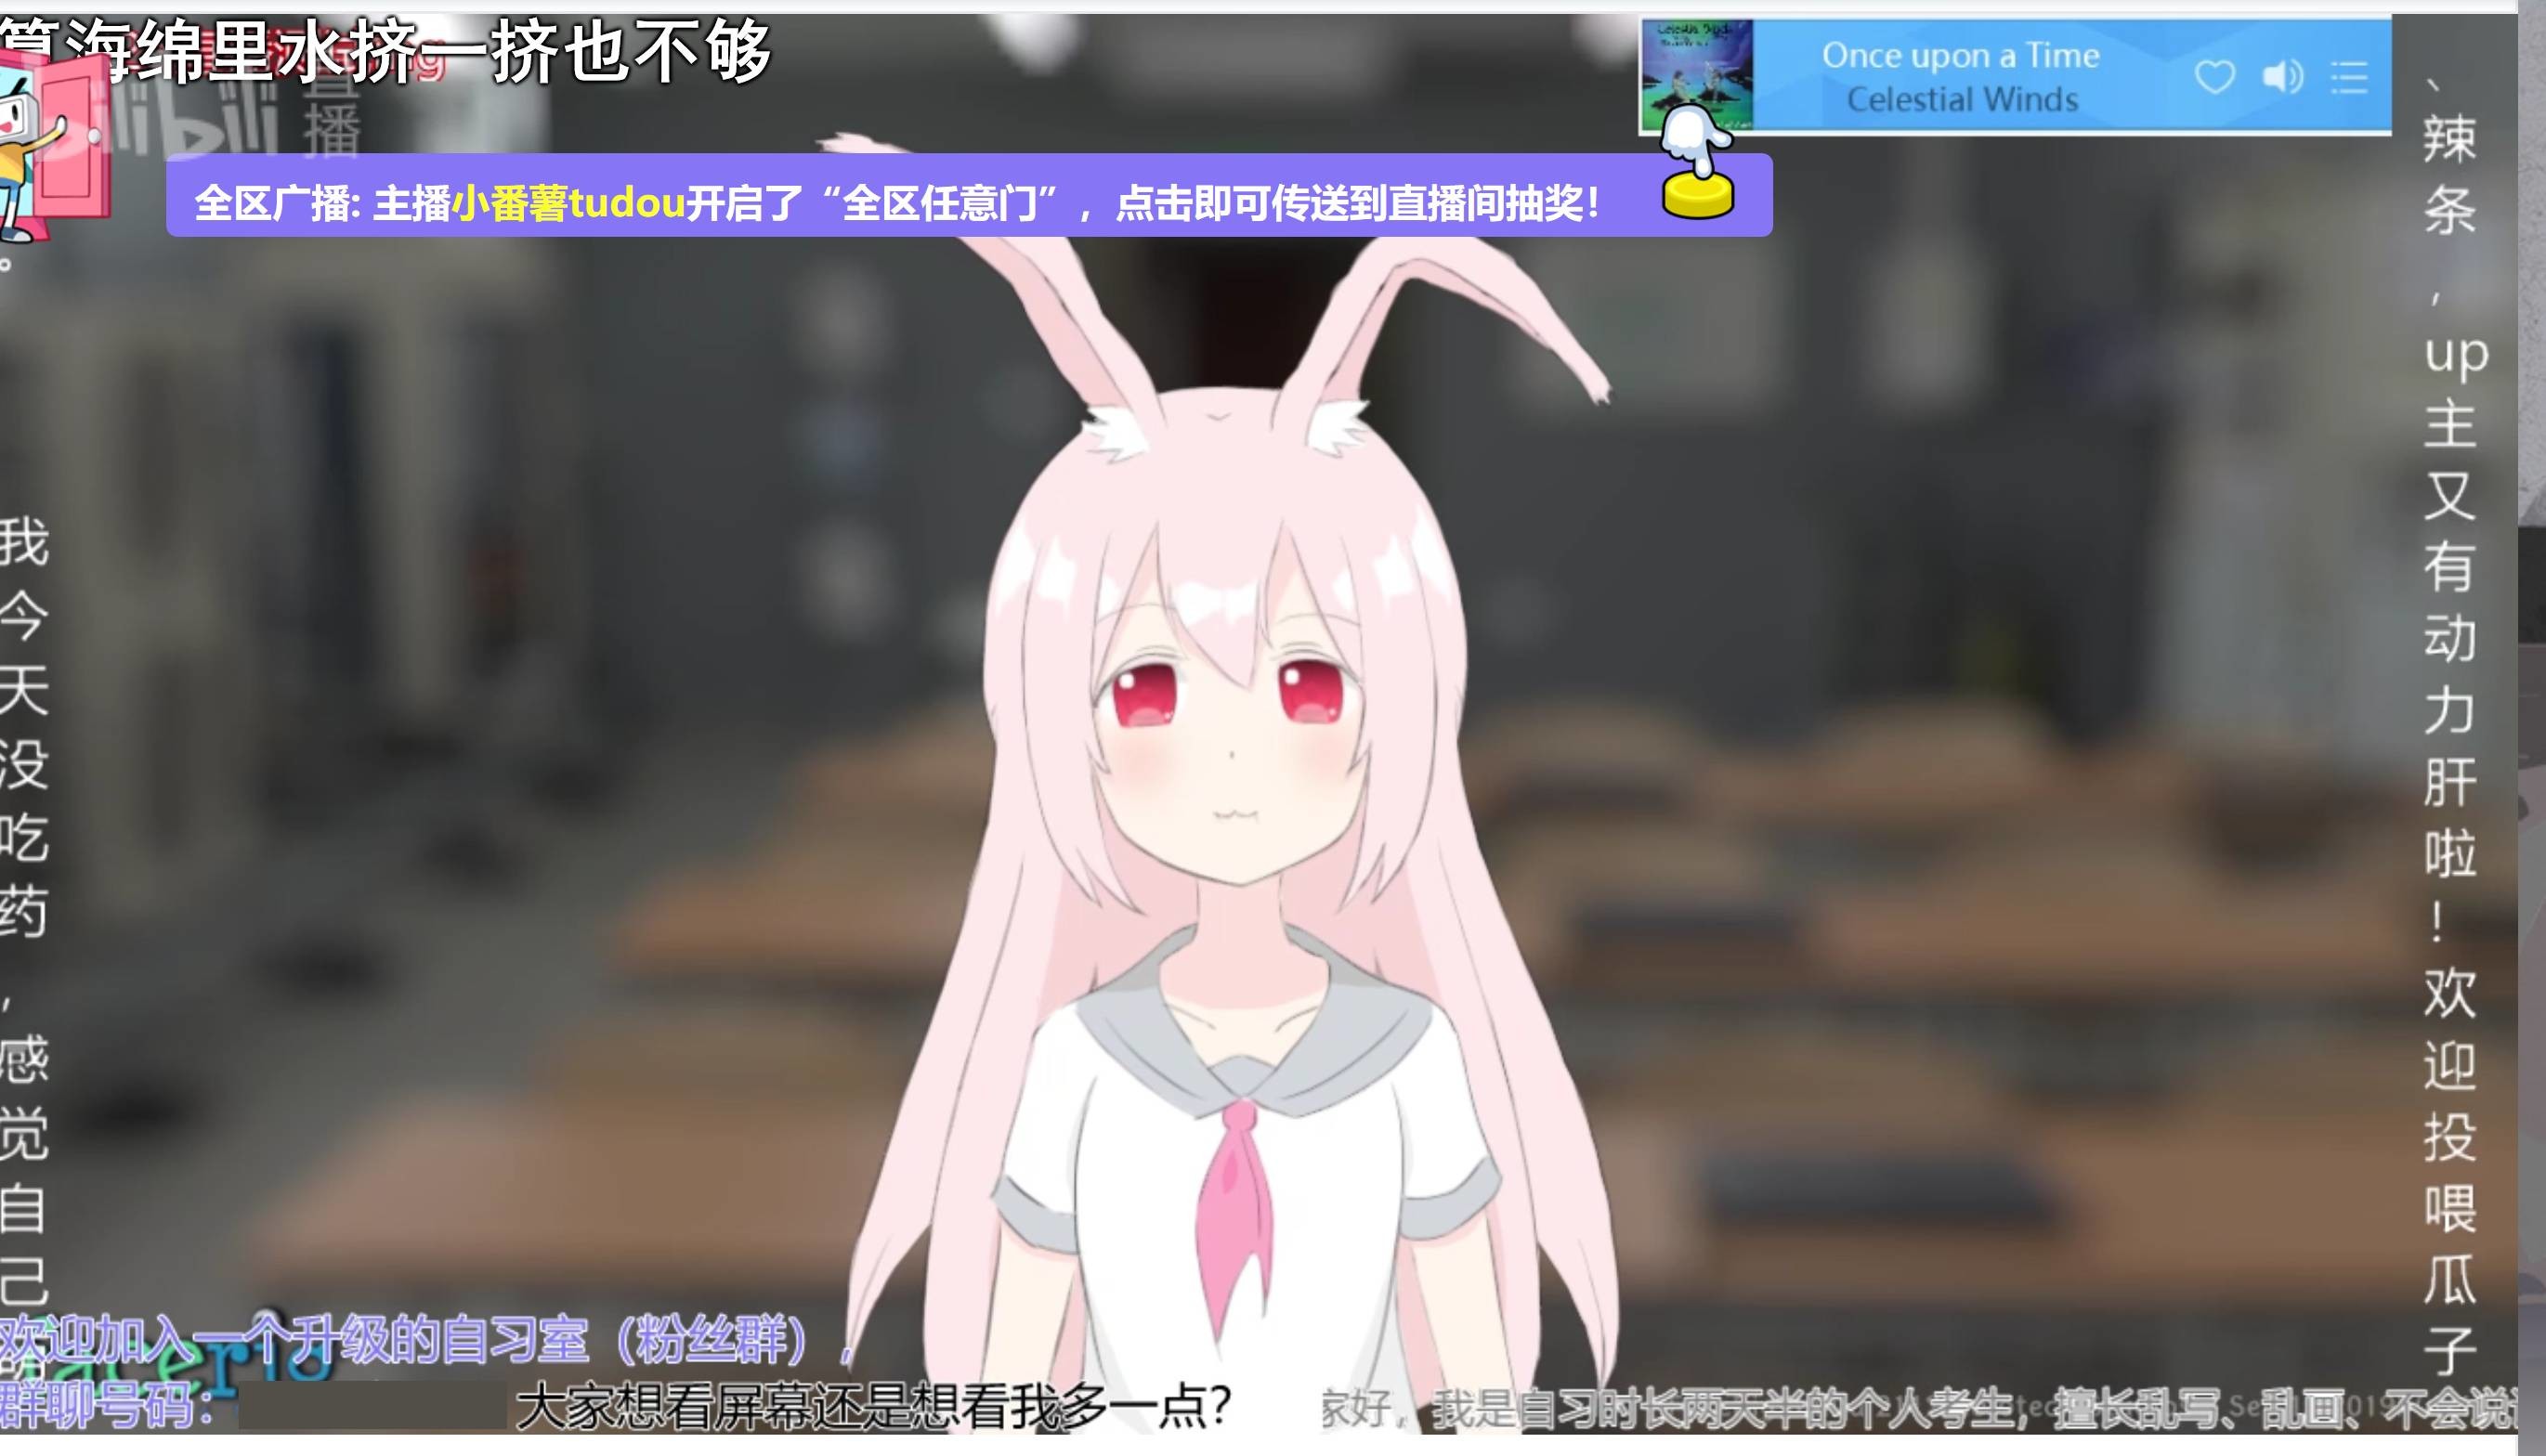 海绵里水挤一挤也不够
bilibili 直播
Once upon a Time
Celestial Winds
全区广播: 主播小番薯tudou开启了“全区任意门”，点击即可传送到直播间抽奖！
我今天没吃药，感觉自己
、辣条，up主又有动力肝啦！欢迎投喂瓜子
欢迎加入一个升级的自习室（粉丝群），
群聊号码：
大家想看屏幕还是想看我多一点？
家好，我是自习时长两天半的个人考生，擅长乱写、乱画、不会说